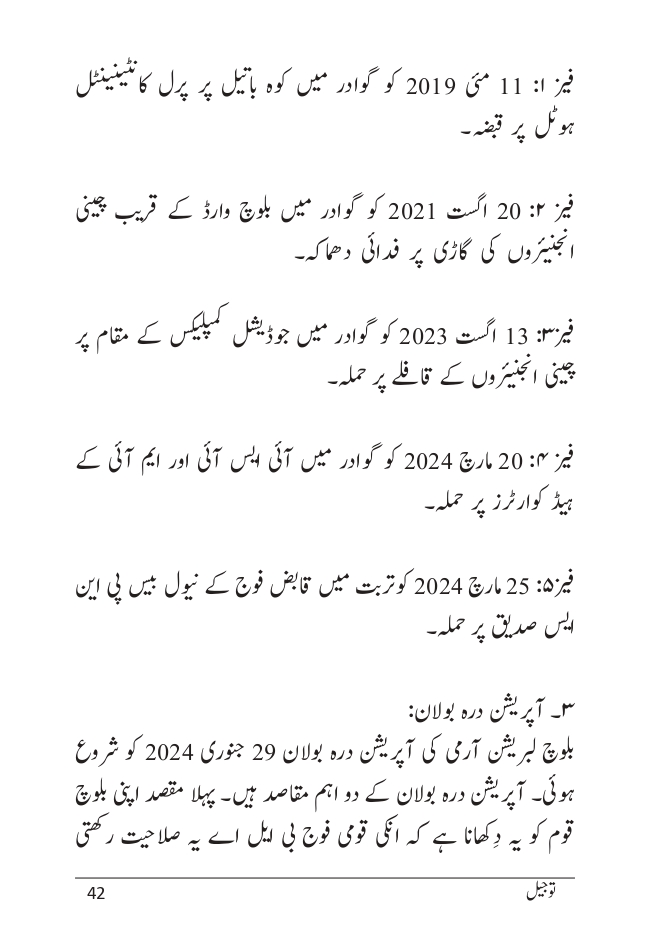 فیز ۱: 11 مئی 2019 کو گوادر میں کوہ باتیل پر پرل کانٹینینٹل
ہوٹل پر قبضہ۔
فیز ۲: 20 اگست 2021 کو گوادر میں بلوچ وارڈ کے قریب چینی
انجنیئروں کی گاڑی پر فدائی دھماکہ۔
فیز۳: 13 اگست 2023 کو گوادر میں جوڈیشل کمپلیکس کے مقام پر
چینی انجنیئروں کے قافلے پر حملہ۔
فیز ۴: 20 مارچ 2024 کو گوادر میں آئی ایس آئی اور ایم آئی کے
ہیڈ کوارٹرز پر حملہ۔
فیز۵: 25 مارچ 2024 کو تربت میں قابض فوج کے نیول بیس پی این
ایس صدیق پر حملہ۔
۳۔ آپریشن درہ بولان:
بلوچ لبریشن آرمی کی آپریشن درہ بولان 29 جنوری 2024 کو شروع
ہوئی۔ آپریشن درہ بولان کے دو اہم مقاصد ہیں۔ پہلا مقصد اپنی بلوچ
قوم کو یہ دِکھانا ہے کہ انکی قومی فوج بی ایل اے یہ صلاحیت رکھتی
توجیل 42